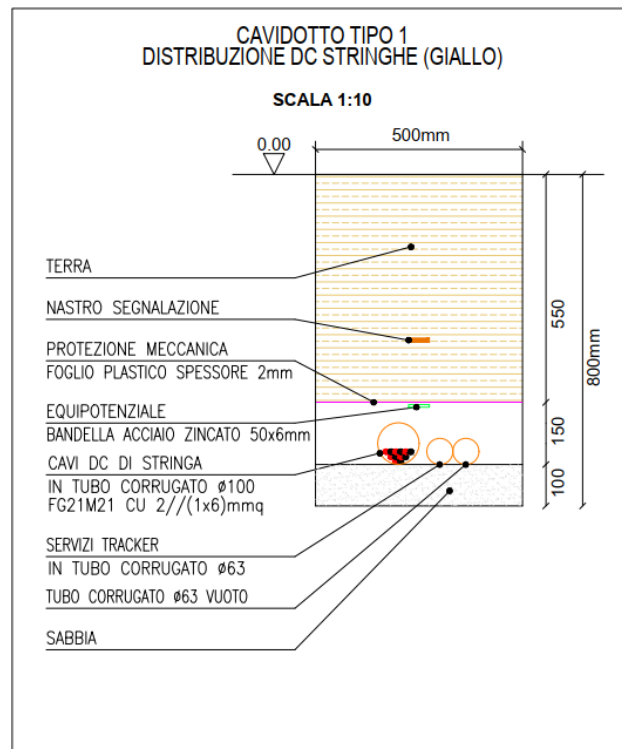 CAVIDOTTO TIPO 1
DISTRIBUZIONE DC STRINGHE (GIALLO)
SCALA 1:10
0.00
500mm
TERRA
NASTRO SEGNALAZIONE
PROTEZIONE MECCANICA
FOGLIO PLASTICO SPESSORE 2mm
EQUIPOTENZIALE
BANDELLA ACCIAIO ZINCATO 50x6mm
CAVI DC DI STRINGA
IN TUBO CORRUGATO ø100
FG21M21 CU 2//(1x6)mmq
SERVIZI TRACKER
IN TUBO CORRUGATO ø63
TUBO CORRUGATO ø63 VUOTO
SABBIA
550
150
100
800mm